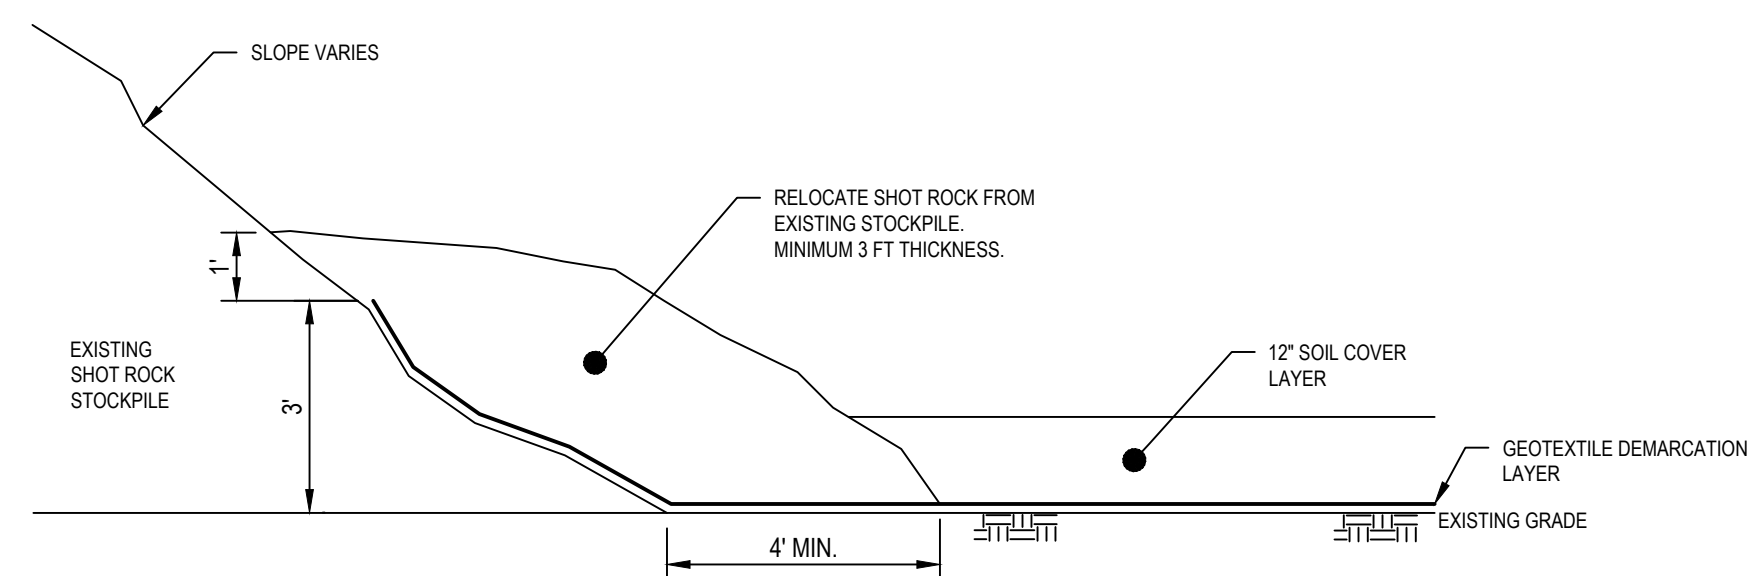 SLOPE VARIES
RELOCATE SHOT ROCK FROM
EXISTING STOCKPILE.
MINIMUM 3 FT THICKNESS.
1'
EXISTING
SHOT ROCK
STOCKPILE
3'
12" SOIL COVER
LAYER
GEOTEXTILE DEMARCATION
LAYER
EXISTING GRADE
4' MIN.